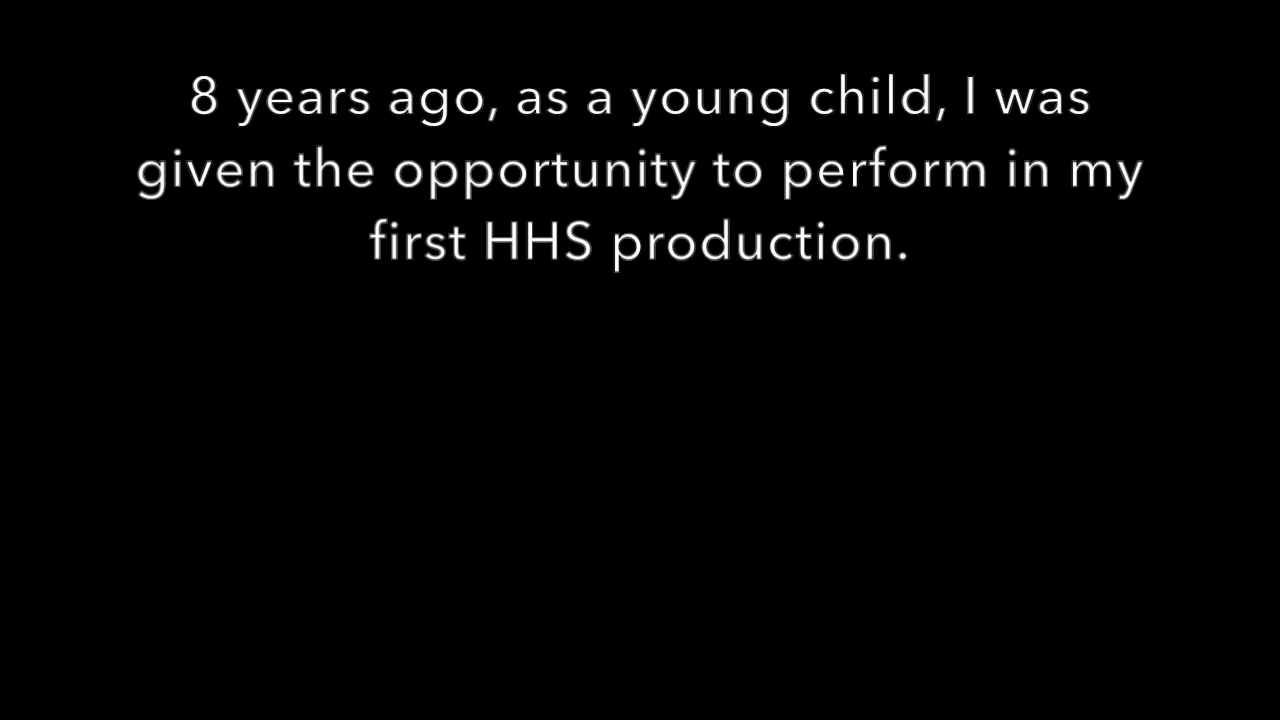 8 years ago, as a young child, I was
given the opportunity to perform in my
first HHS production.